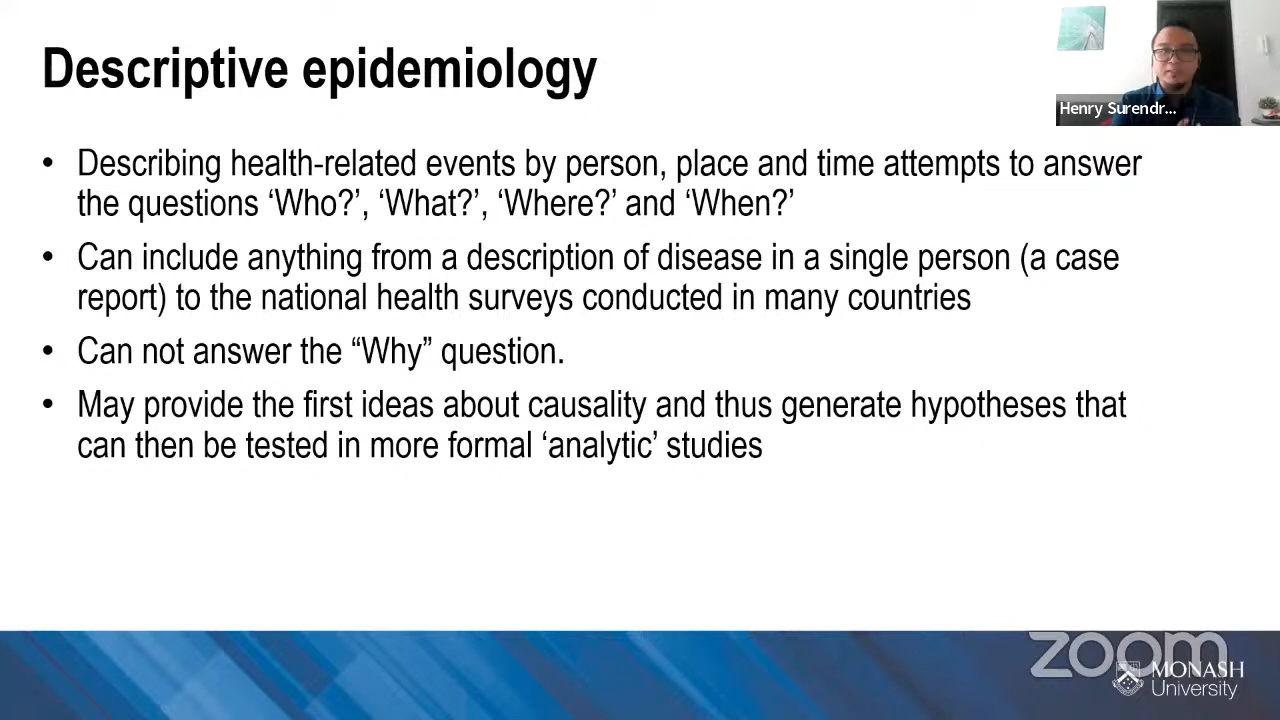 Descriptive epidemiology
Henry Surendr...
• Describing health-related events by person, place and time attempts to answer
the questions ‘Who?’, ‘What?’, ‘Where?’ and ‘When?’
• Can include anything from a description of disease in a single person (a case
report) to the national health surveys conducted in many countries
• Can not answer the “Why” question.
• May provide the first ideas about causality and thus generate hypotheses that
can then be tested in more formal ‘analytic’ studies
zoom
MONASH
University